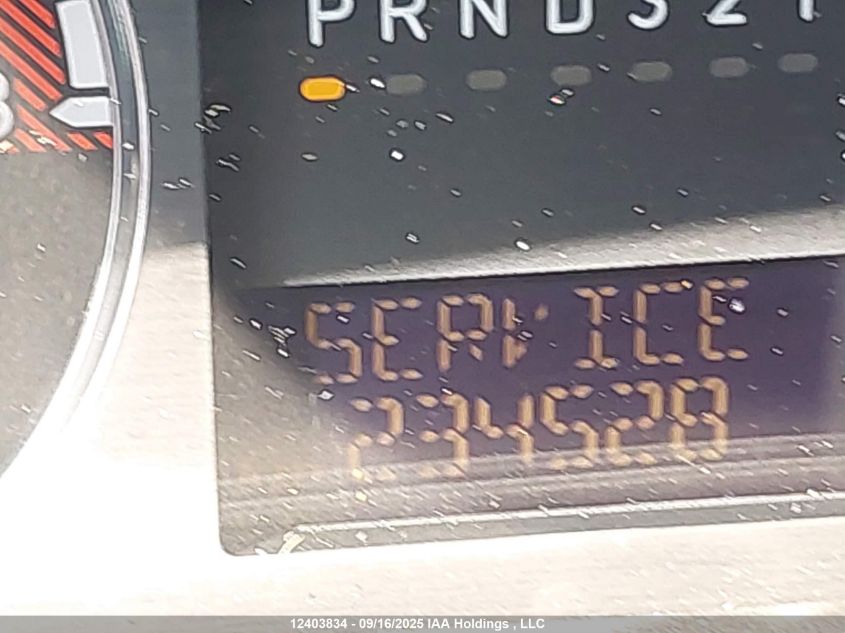 PRND321
SERVICE
234528
12403834 - 09/16/2025 IAA Holdings , LLC